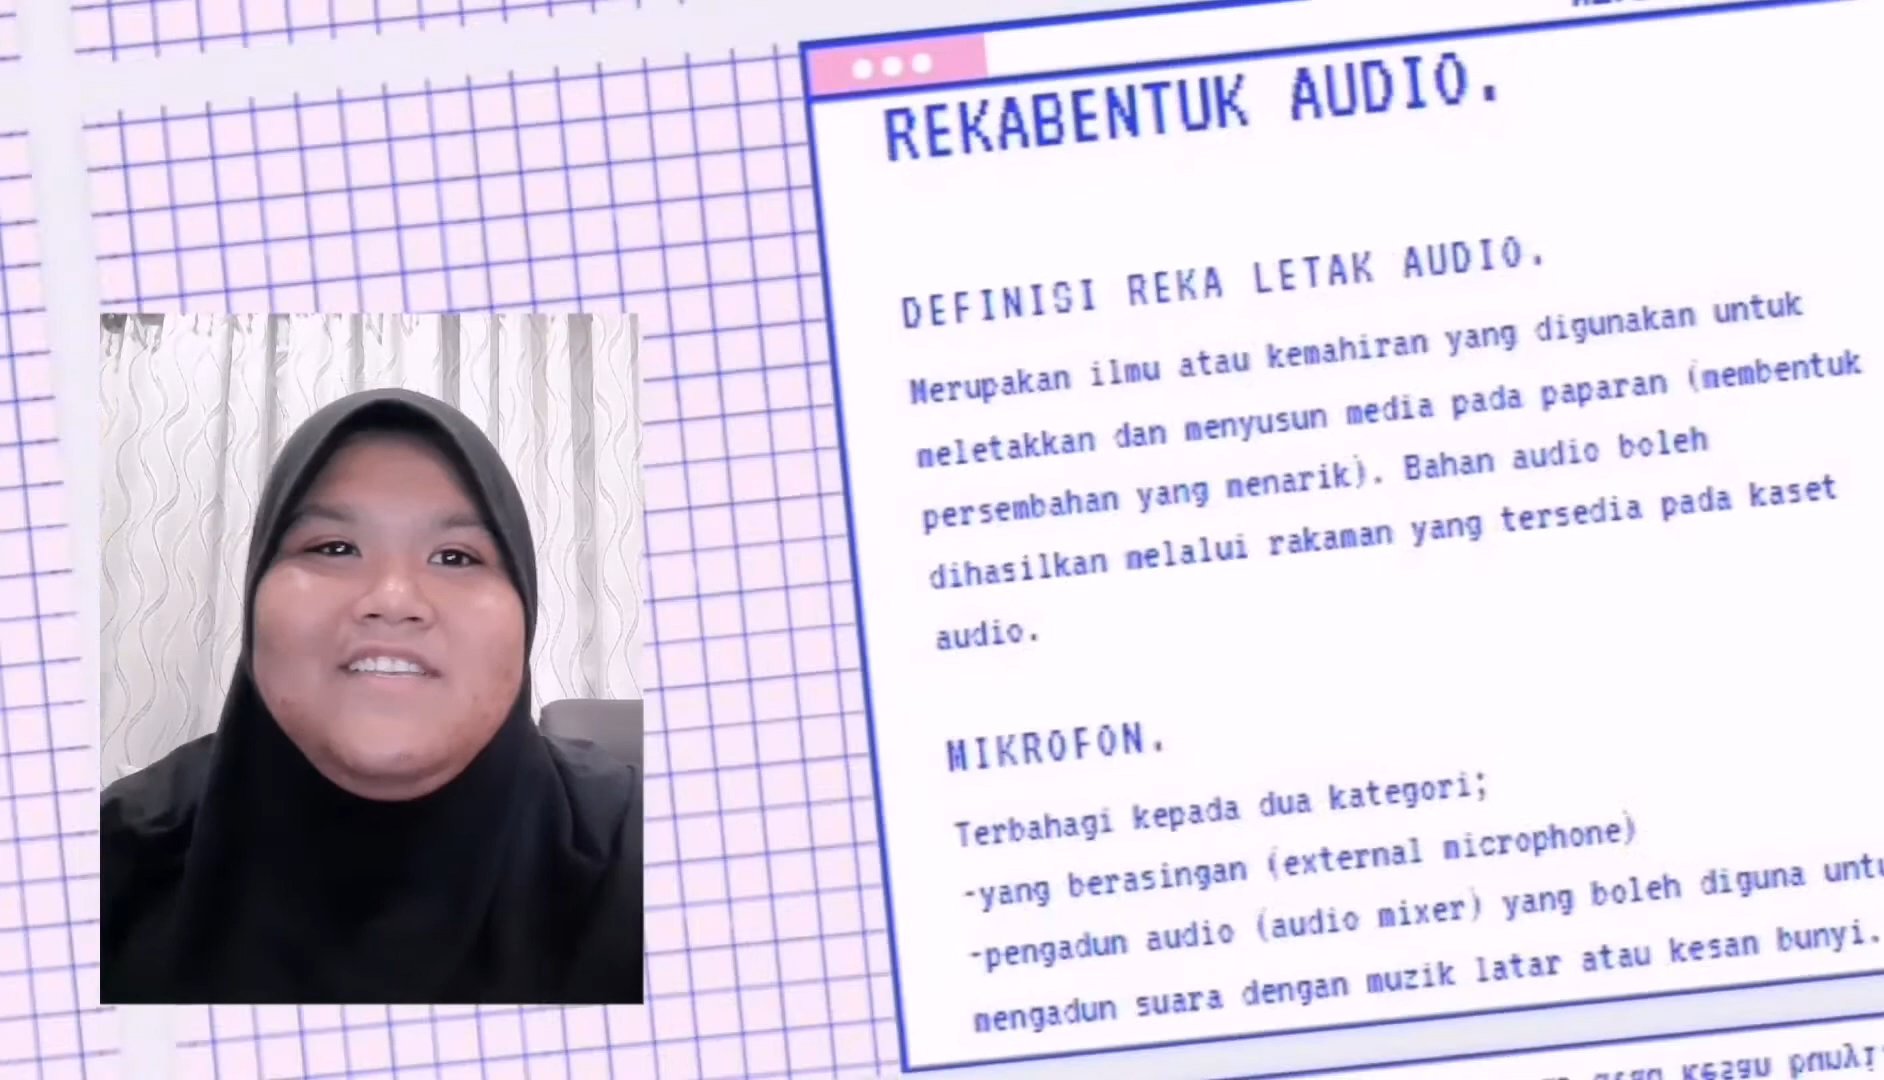 REKABENTUK AUDIO.
DEFINISI REKA LETAK AUDIO.
Merupakan ilmu atau kemahiran yang digunakan untuk
meletakkan dan menyusun media pada paparan (membentuk
persembahan yang menarik). Bahan audio boleh
dihasilkan melalui rakaman yang tersedia pada kaset
audio.
MIKROFON.
Terbahagi kepada dua kategori;
-yang berasingan (external microphone)
-pengadun audio (audio mixer) yang boleh diguna untu
mengadun suara dengan muzik latar atau kesan bunyi.